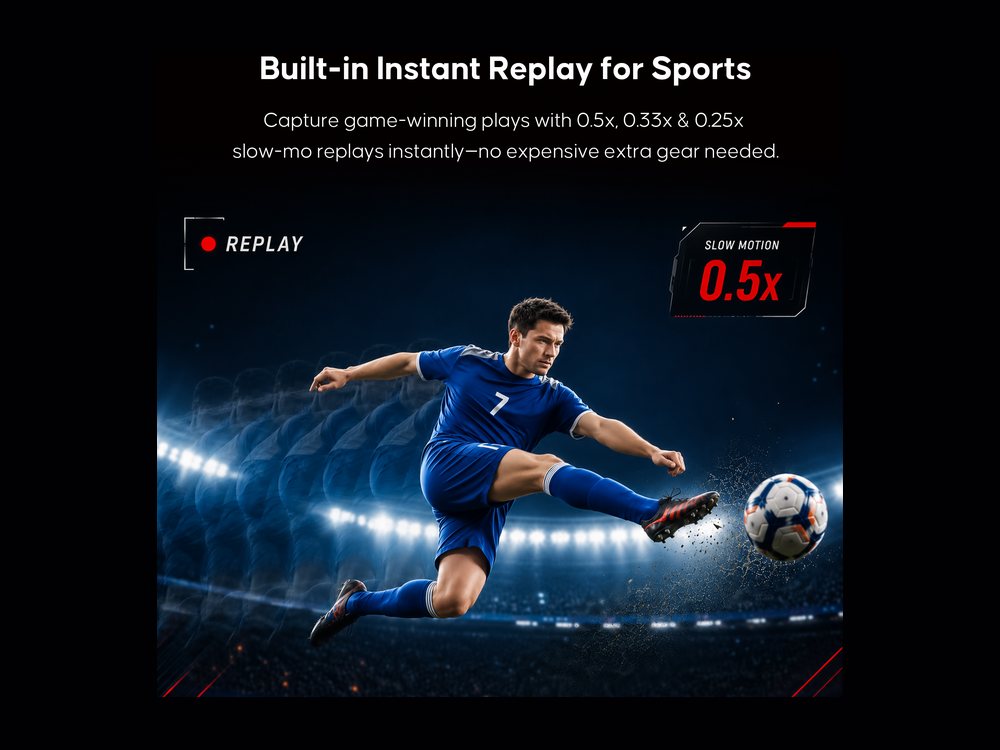 Built-in Instant Replay for Sports
Capture game-winning plays with 0.5x, 0.33x & 0.25x
slow-mo replays instantly—no expensive extra gear needed.
REPLAY
SLOW MOTION
0.5x
7